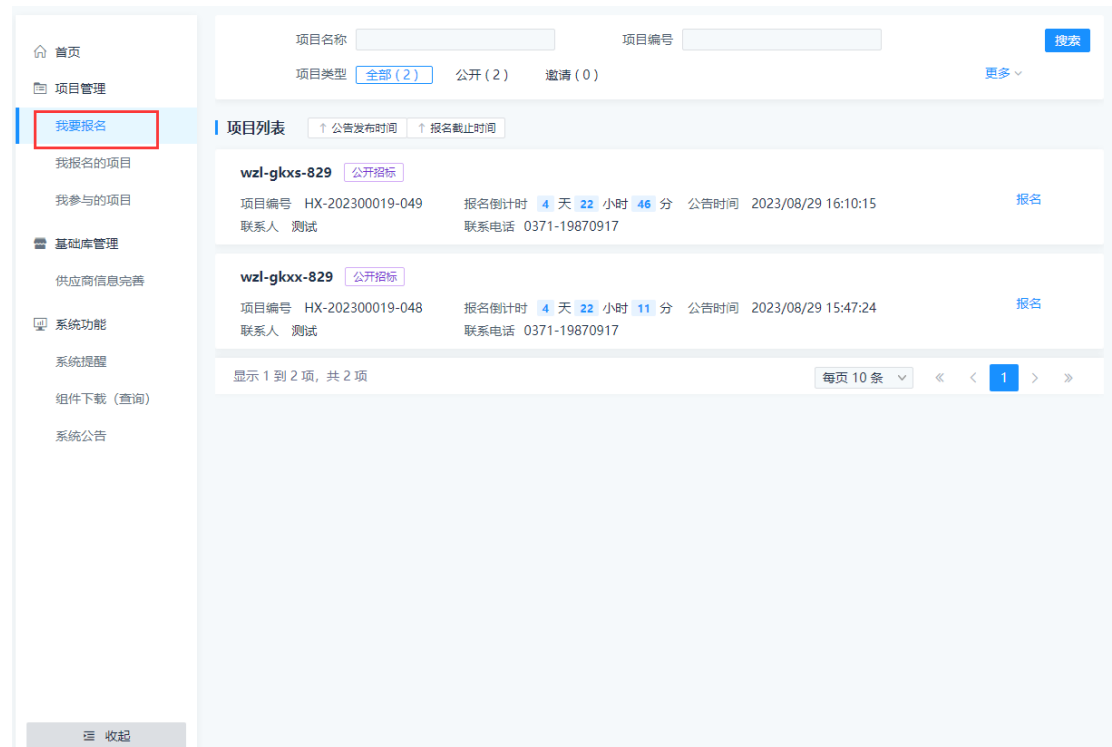 首页
项目管理
我要报名
我报名的项目
我参与的项目
基础库管理
供应商信息完善
系统功能
系统提醒
组件下载（查询）
系统公告
收起
项目名称 项目编号 搜索
项目类型 全部 ( 2 ) 公开 ( 2 ) 邀请 ( 0 ) 更多
项目列表 ↑ 公告发布时间 ↑ 报名截止时间
wzl-gkxs-829 公开招标
项目编号 HX-202300019-049 报名倒计时 4 天 22 小时 46 分 公告时间 2023/08/29 16:10:15 报名
联系人 测试 联系电话 0371-19870917
wzl-gkxx-829 公开招标
项目编号 HX-202300019-048 报名倒计时 4 天 22 小时 11 分 公告时间 2023/08/29 15:47:24 报名
联系人 测试 联系电话 0371-19870917
显示 1 到 2 项，共 2 项 每页 10 条 « < 1 > »